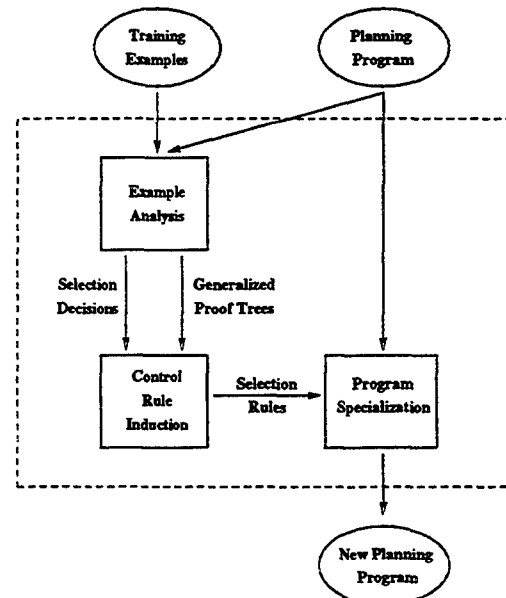 Training
Examples
Planning
Program
Example
Analysis
Selection
Decisions
Generalized
Proof Trees
Control
Rule
Induction
Selection
Rules
Program
Specialization
New Planning
Program